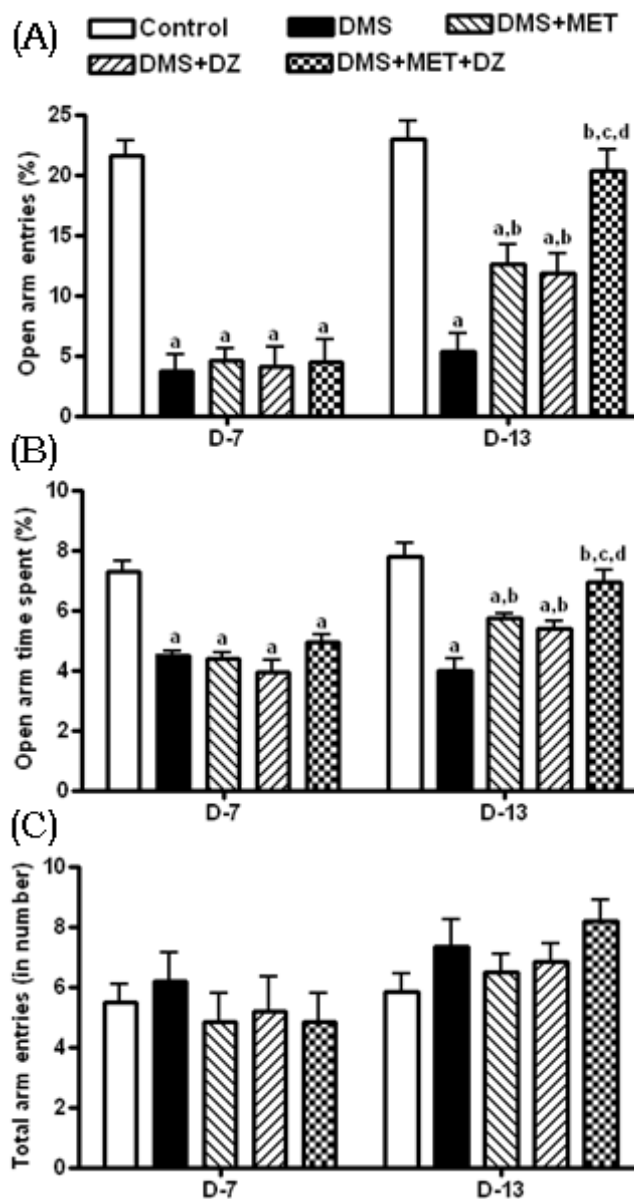 (A)
Control DMS DMS+MET
DMS+DZ DMS+MET+DZ
Open arm entries (%)
25
20
15
10
5
0
a a a a
a a,b a,b b,c,d
D-7 D-13
(B)
Open arm time spent (%)
10
8
6
4
2
0
a a a a
a a,b a,b b,c,d
D-7 D-13
(C)
Total arm entries (in number)
10
8
6
4
2
0
D-7 D-13